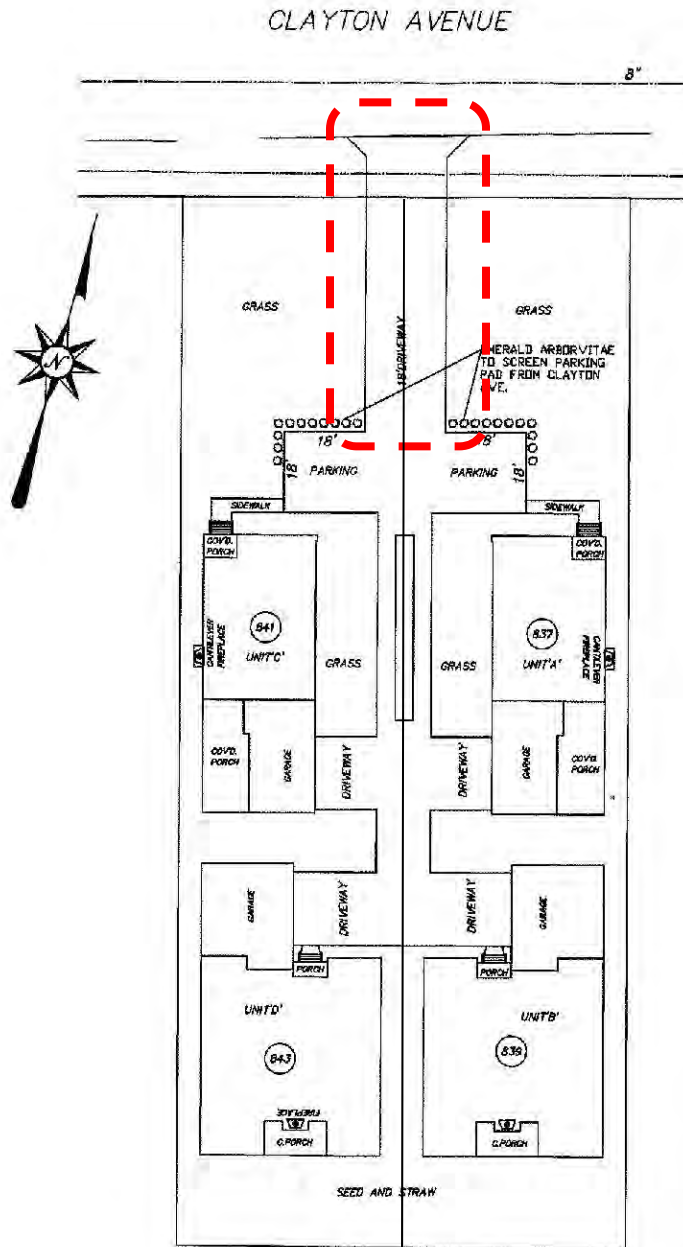 CLAYTON AVENUE
8"
GRASS
GRASS
18'DRIVEWAY
EMERALD ARBORVITAE
TO SCREEN PARKING
PAD FROM CLAYTON
AVE.
N
18'
18'
18'
PARKING
PARKING
18'
SIDEWALK
SIDEWALK
COV'D.
PORCH
COV'D.
PORCH
841
UNIT'C'
CANTILEVER
FIREPLACE
GRASS
GRASS
837
UNIT'A'
CANTILEVER
FIREPLACE
COV'D.
PORCH
GARAGE
DRIVEWAY
DRIVEWAY
GARAGE
COV'D.
PORCH
GARAGE
DRIVEWAY
DRIVEWAY
GARAGE
PORCH
PORCH
UNIT'D'
UNIT'B'
843
839
FIREPLACE
C.PORCH
C.PORCH
SEED AND STRAW